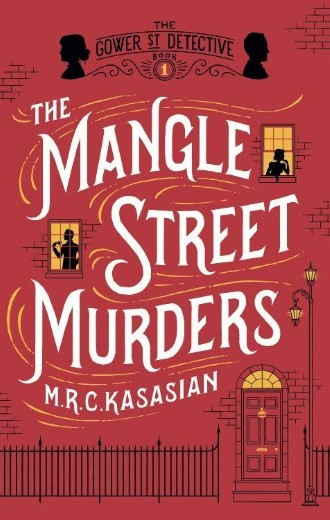 THE
GOWER ST DETECTIVE
BOOK
1
THE
MANGLE
STREET
MURDERS
M.R.C.KASASIAN